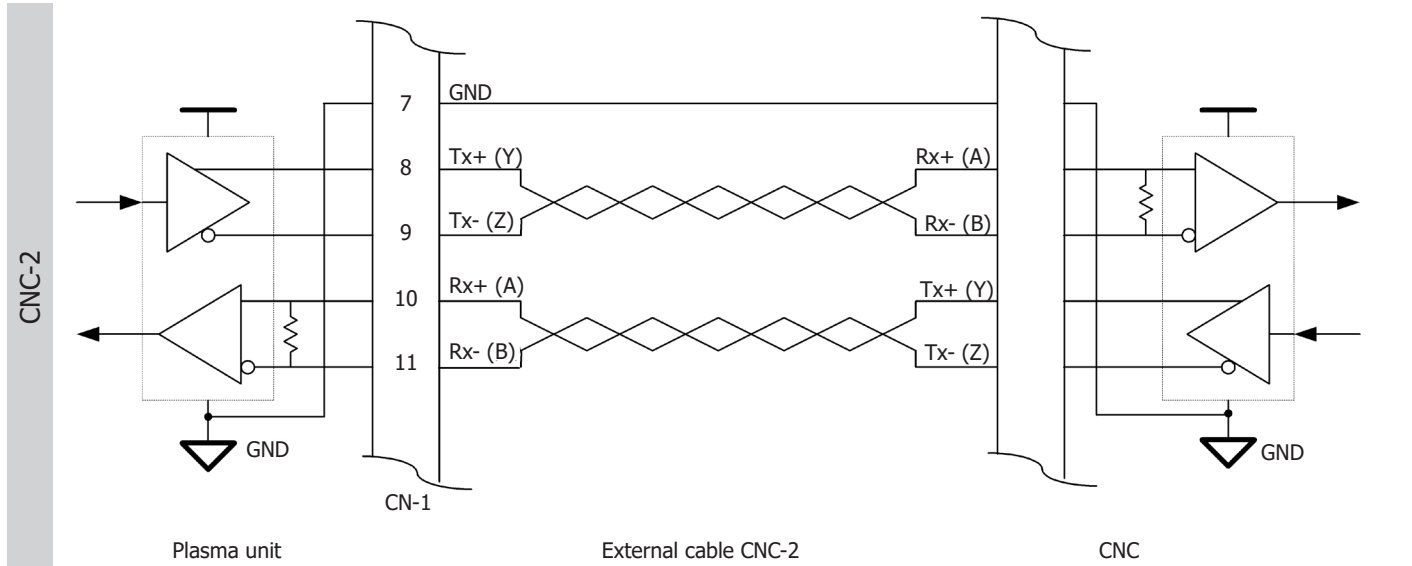 CNC-2
7 GND
8 Tx+ (Y) Rx+ (A)
9 Tx- (Z) Rx- (B)
10 Rx+ (A) Tx+ (Y)
11 Rx- (B) Tx- (Z)
GND GND
CN-1
Plasma unit External cable CNC-2 CNC